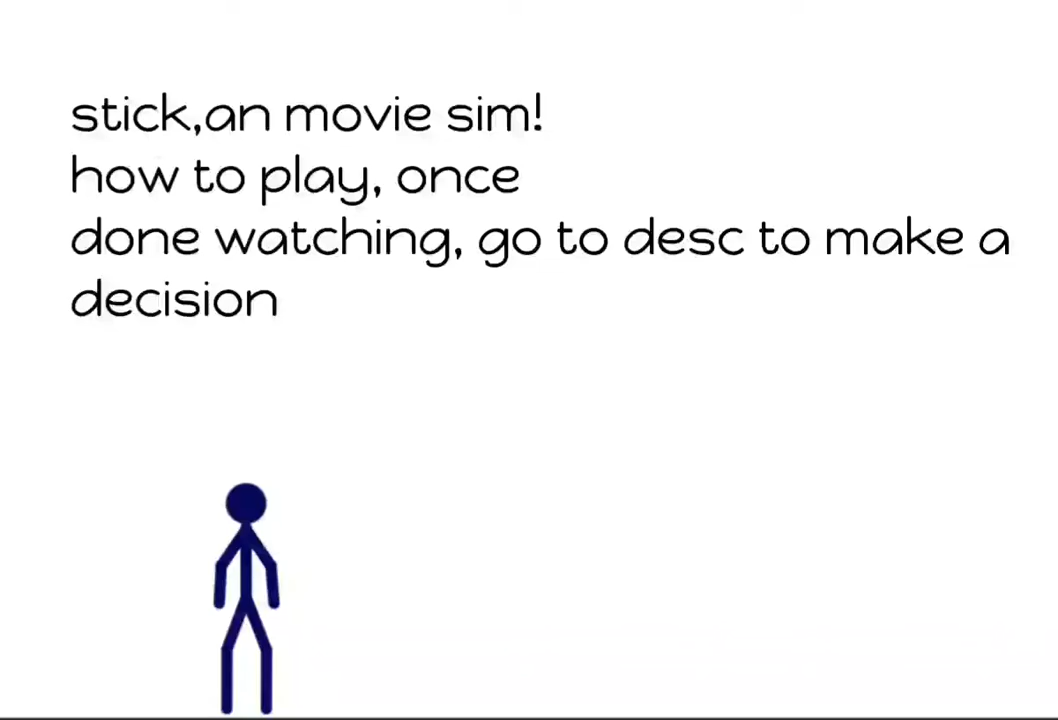 stick,an movie sim!
how to play, once
done watching, go to desc to make a
decision